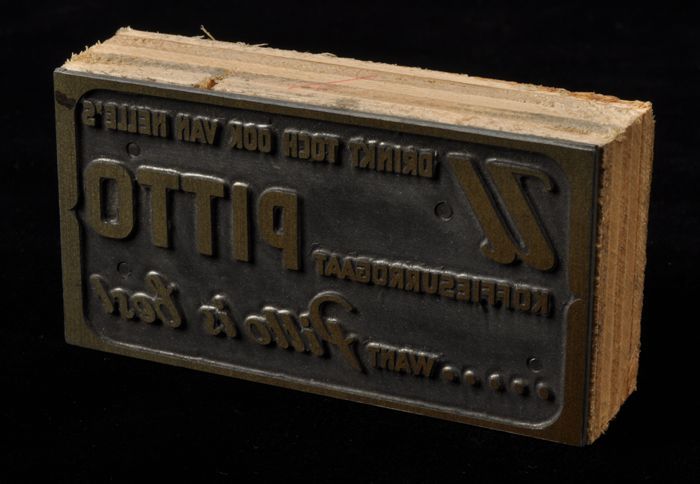 U DRINKT TOCH OOK VAN NELLE'S
PITTO
KOFFIESURROGAAT
..... WANT Pitto is best